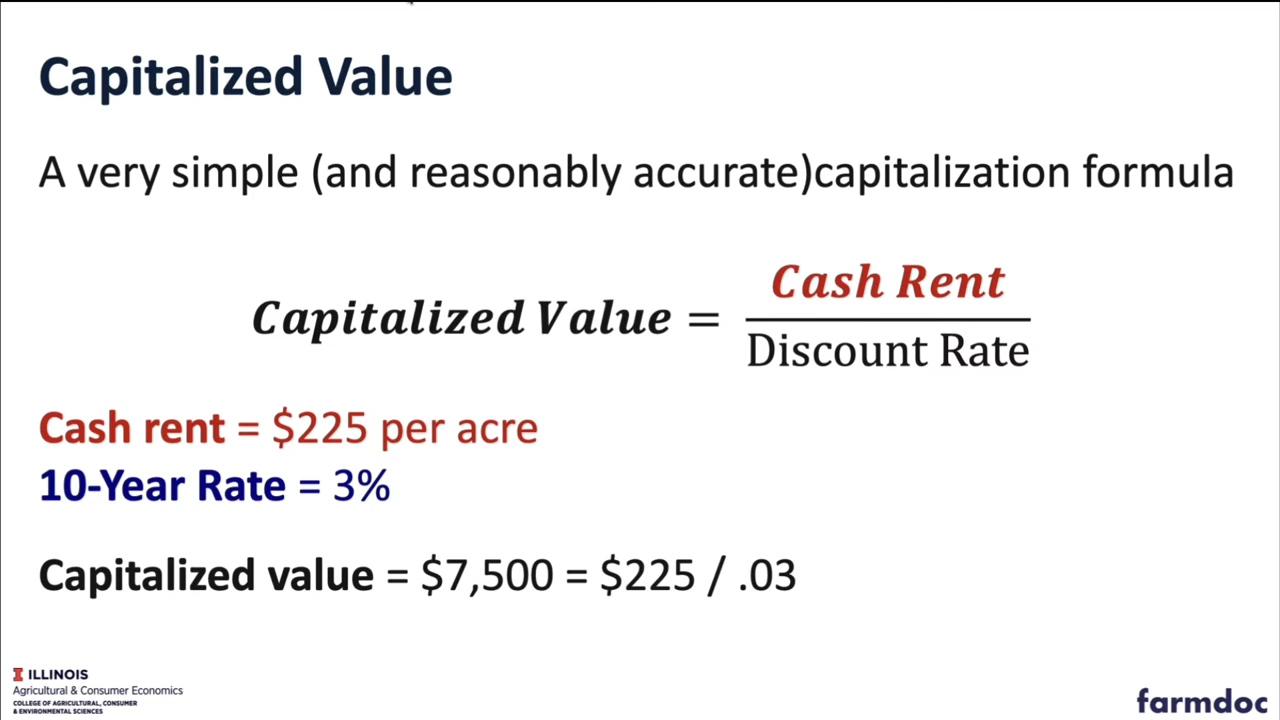 Capitalized Value
A very simple (and reasonably accurate)capitalization formula
Capitalized Value = Cash Rent / Discount Rate
Cash rent = $225 per acre
10-Year Rate = 3%
Capitalized value = $7,500 = $225 / .03
I ILLINOIS
Agricultural & Consumer Economics
COLLEGE OF AGRICULTURAL, CONSUMER
& ENVIRONMENTAL SCIENCES
farmdoc